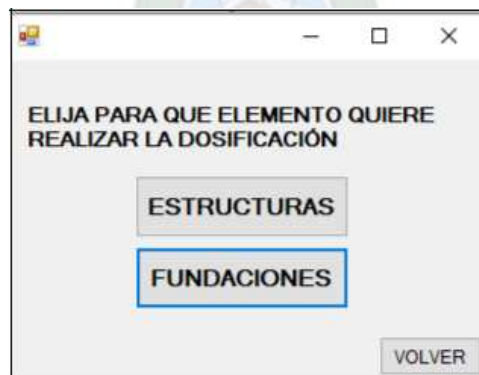 ELIJA PARA QUE ELEMENTO QUIERE
REALIZAR LA DOSIFICACIÓN
ESTRUCTURAS
FUNDACIONES
VOLVER